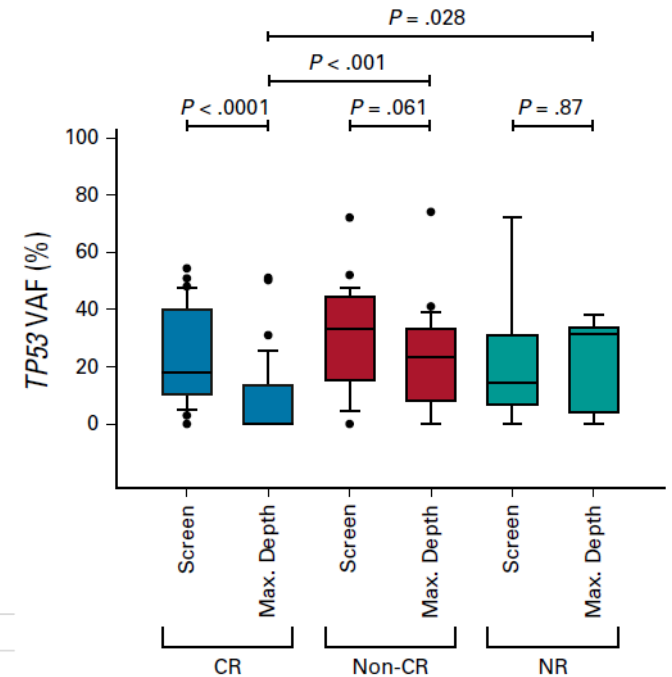 P = .028
P < .001
P < .0001
P = .061
P = .87
100
80
60
40
20
0
TP53 VAF (%)
Screen
Max. Depth
Screen
Max. Depth
Screen
Max. Depth
CR
Non-CR
NR